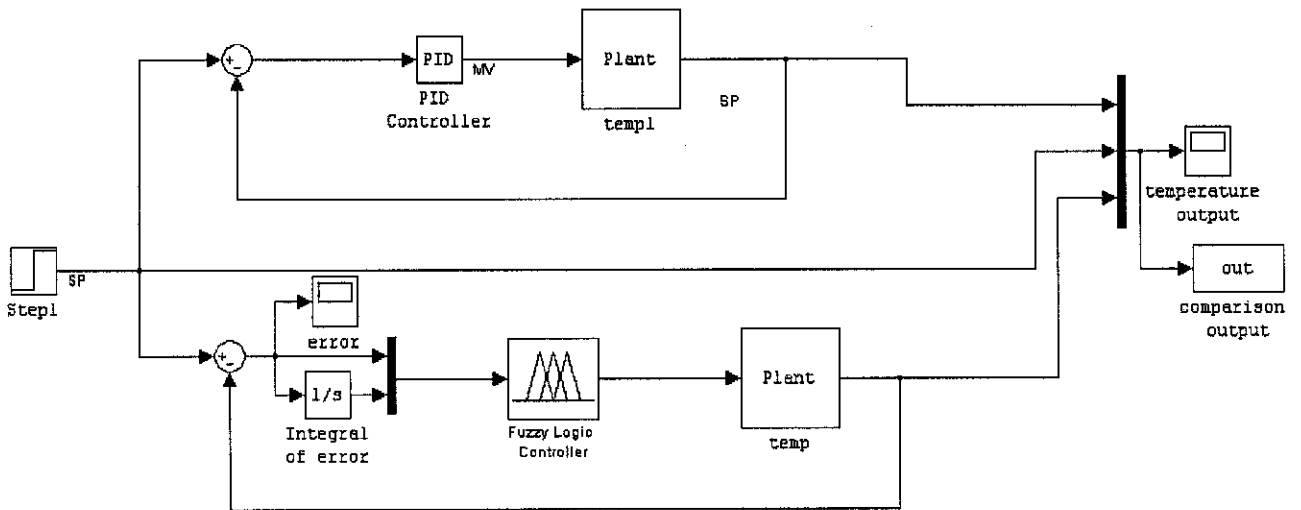 PID
MV
PID
Controller
Plant
temp1
SP
temperature
output
out
comparison
output
SP
Step1
error
1/s
Integral
of error
Fuzzy Logic
Controller
Plant
temp